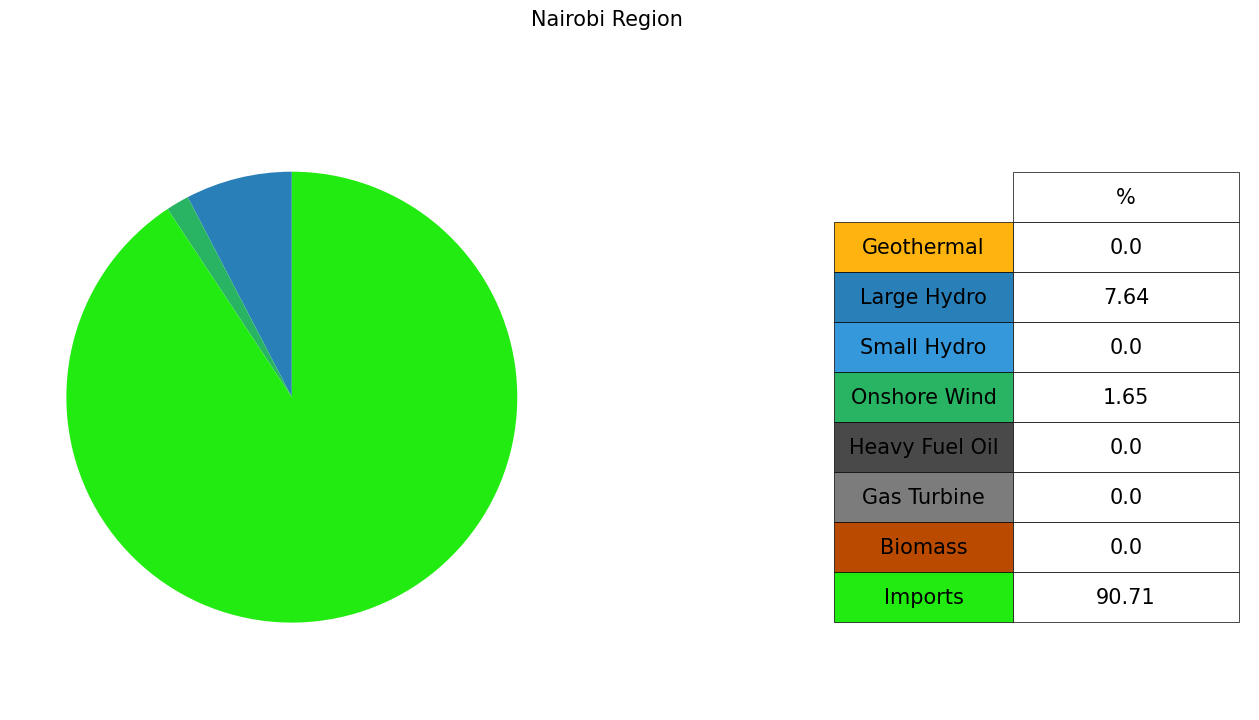 Nairobi Region
%
Geothermal 0.0
Large Hydro 7.64
Small Hydro 0.0
Onshore Wind 1.65
Heavy Fuel Oil 0.0
Gas Turbine 0.0
Biomass 0.0
Imports 90.71